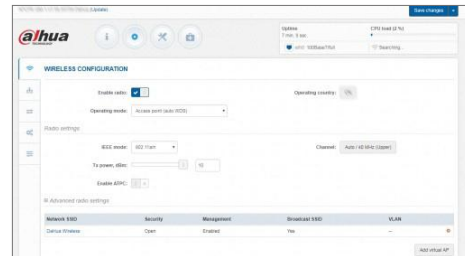 Save changes
alhua
TECHNOLOGY
Uptime
CPU load (2 %)
Searching...
WIRELESS CONFIGURATION
Enable radio:
Operating country:
Operating mode: Access point (auto WDS)
Radio settings
IEEE mode:
Channel: Auto / 40 MHz (Upper)
Tx power, dBm:
Enable ATPC:
Advanced radio settings
Network SSID Security Management Broadcast SSID VLAN
Dahua Wireless Open Enabled Yes --
Add virtual AP